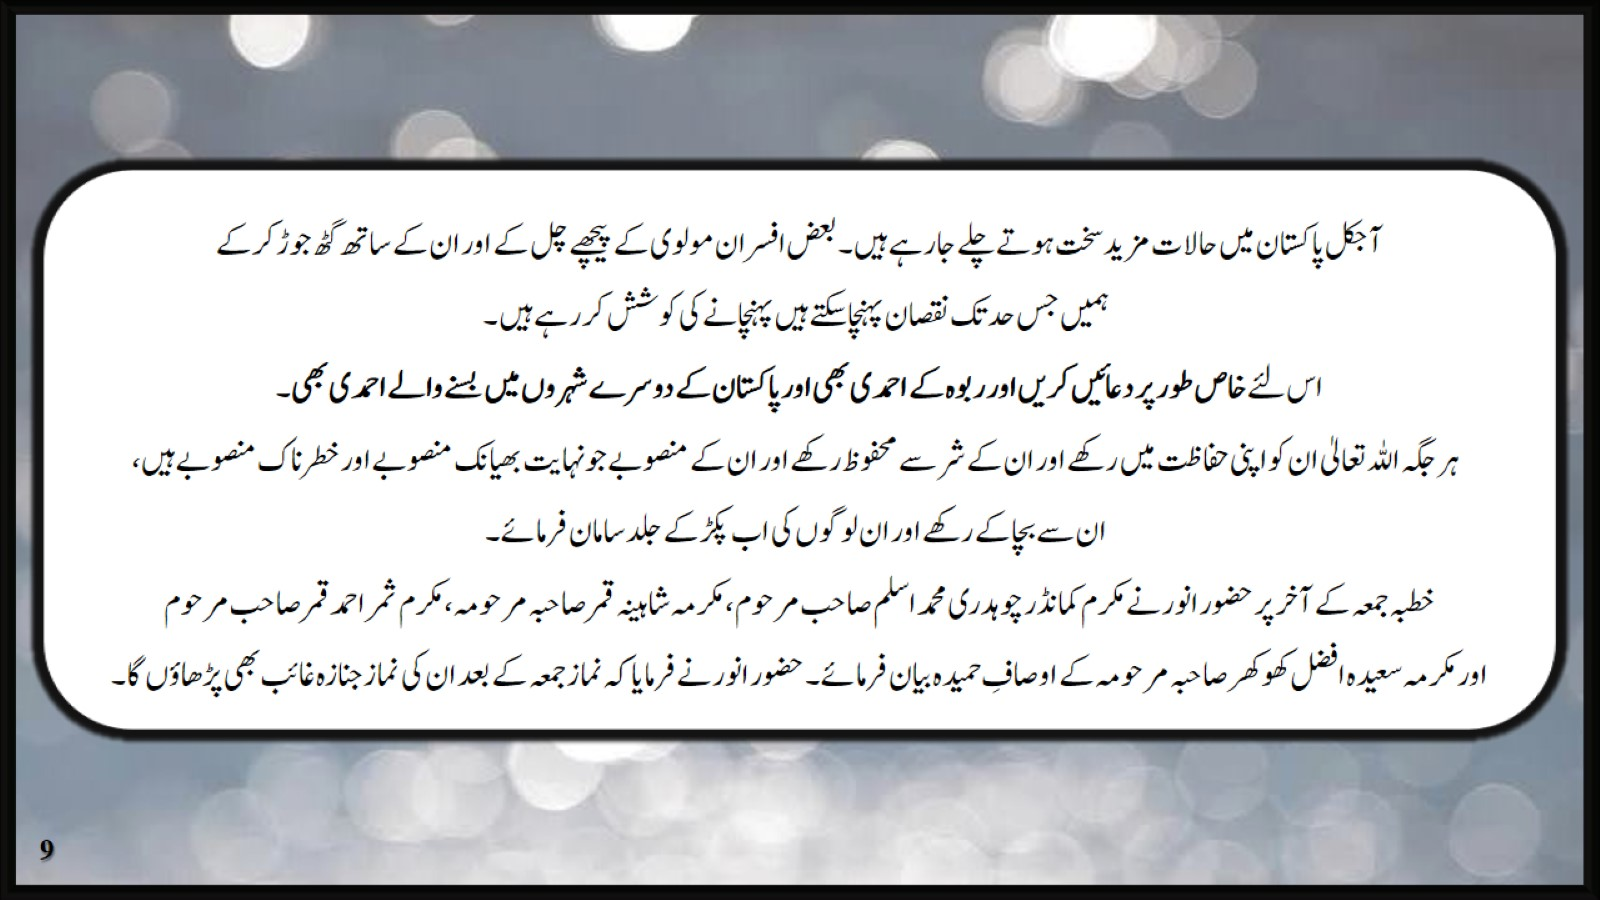 آجکل پاکستان میں حالات مزید سخت ہوتے چلے جارہے ہیں۔ بعض افسران مولوی کے پیچھے چل کے اور ان کے ساتھ گٹھ جوڑ کر کے
ہمیں جس حد تک نقصان پہنچاسکتے ہیں پہنچانے کی کوشش کر رہے ہیں۔
اس لئے خاص طور پر دعائیں کریں اور ربوہ کے احمدی بھی اور پاکستان کے دوسرے شہروں میں بسنے والے احمدی بھی۔
ہر جگہ اللہ تعالیٰ ان کو اپنی حفاظت میں رکھے اور ان کے شر سے محفوظ رکھے اور ان کے منصوبے جو نہایت بھیانک منصوبے اور خطرناک منصوبے ہیں،
ان سے بچا کے رکھے اور ان لوگوں کی اب پکڑ کے جلد سامان فرمائے۔
خطبہ جمعہ کے آخر پر حضور انور نے مکرم کمانڈر چوہدری محمد اسلم صاحب مرحوم، مکرمہ شاہینہ قمر صاحبہ مرحومہ، مکرم ثمر احمد قمر صاحب مرحوم
اور مکرمہ سعیدہ افضل کھوکھر صاحبہ مرحومہ کے اوصافِ حمیدہ بیان فرمائے۔ حضور انور نے فرمایا کہ نماز جمعہ کے بعد ان کی نماز جنازہ غائب بھی پڑھاؤں گا۔
9